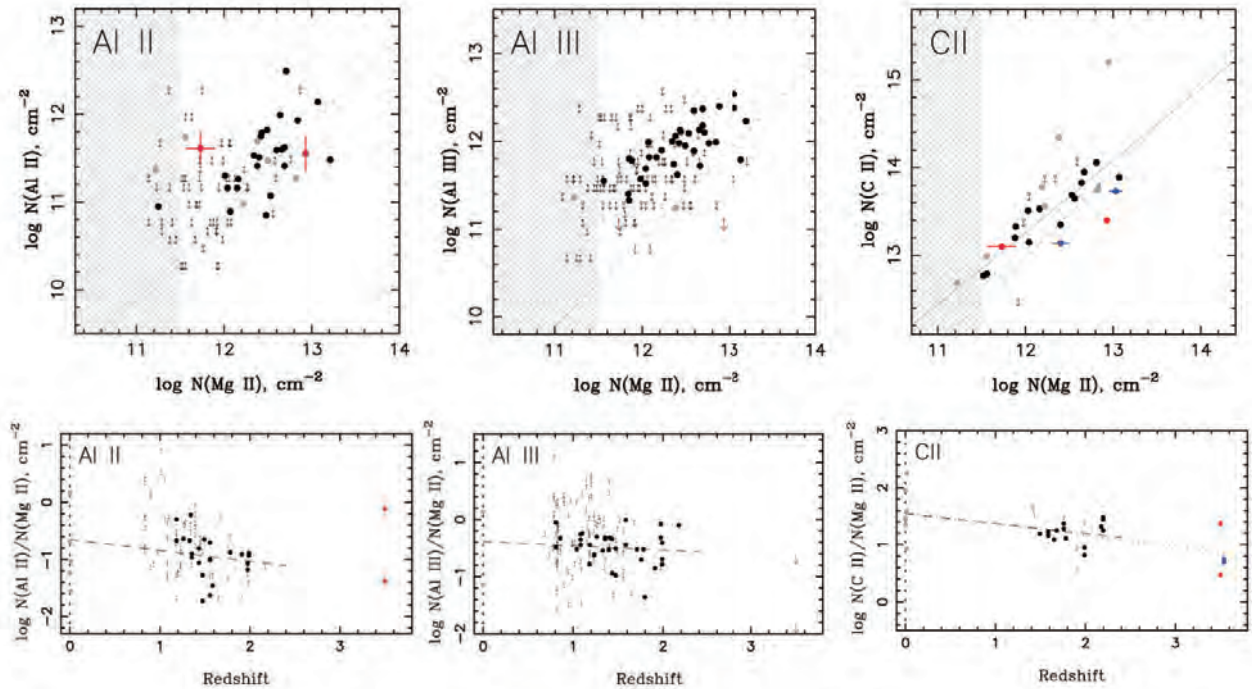 Al II
log N(Al II), cm⁻²
13
12
11
10
11
12
13
14
log N(Mg II), cm⁻²
Al III
log N(Al III), cm⁻²
13
12
11
10
11
12
13
14
log N(Mg II), cm⁻²
CII
log N(C II), cm⁻²
15
14
13
11
12
13
14
log N(Mg II), cm⁻²
Al II
log N(Al II)/N(Mg II), cm⁻²
1
0
−1
−2
0
1
2
3
Redshift
Al III
log N(Al III)/N(Mg II), cm⁻²
1
0
−1
−2
0
1
2
3
Redshift
CII
log N(C II)/N(Mg II), cm⁻²
3
2
1
0
0
1
2
3
Redshift